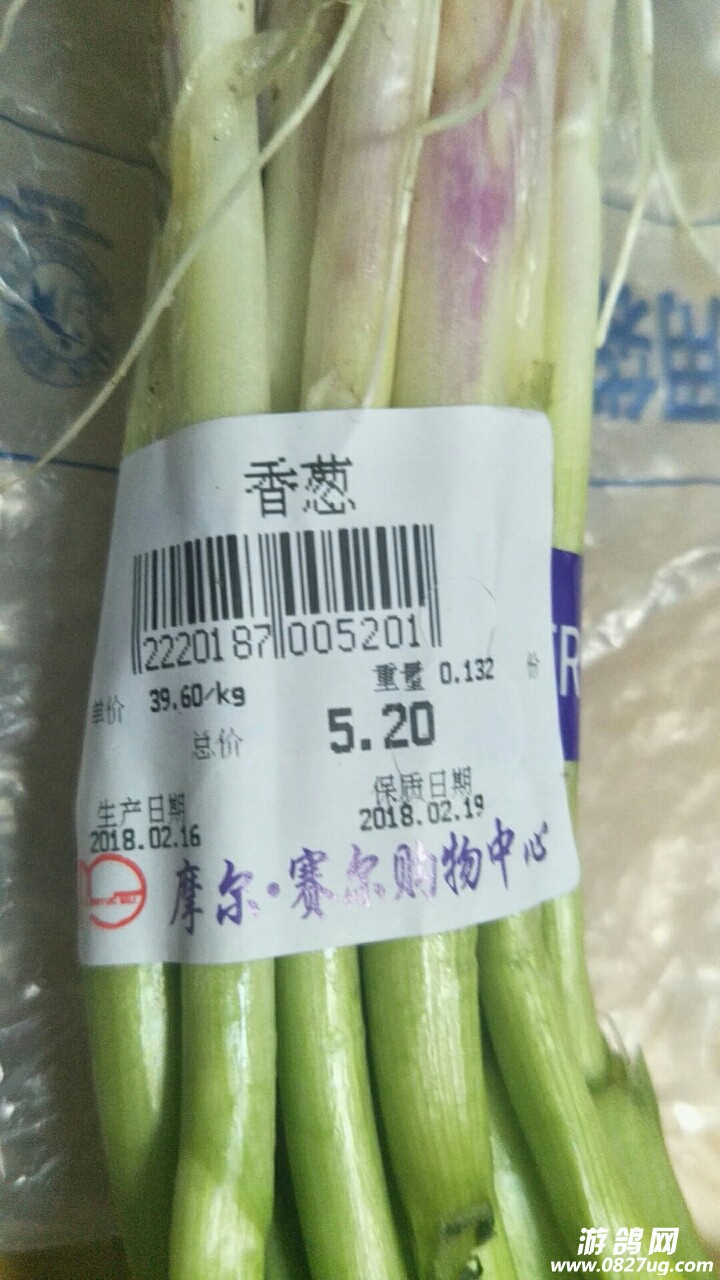 香葱
2220187005201
单价 39.60/kg 重量 0.132 份
总价 5.20
生产日期 保质日期
2018.02.16 2018.02.19
摩尔·赛尔购物中心
TR
游鸽网
www.0827ug.com